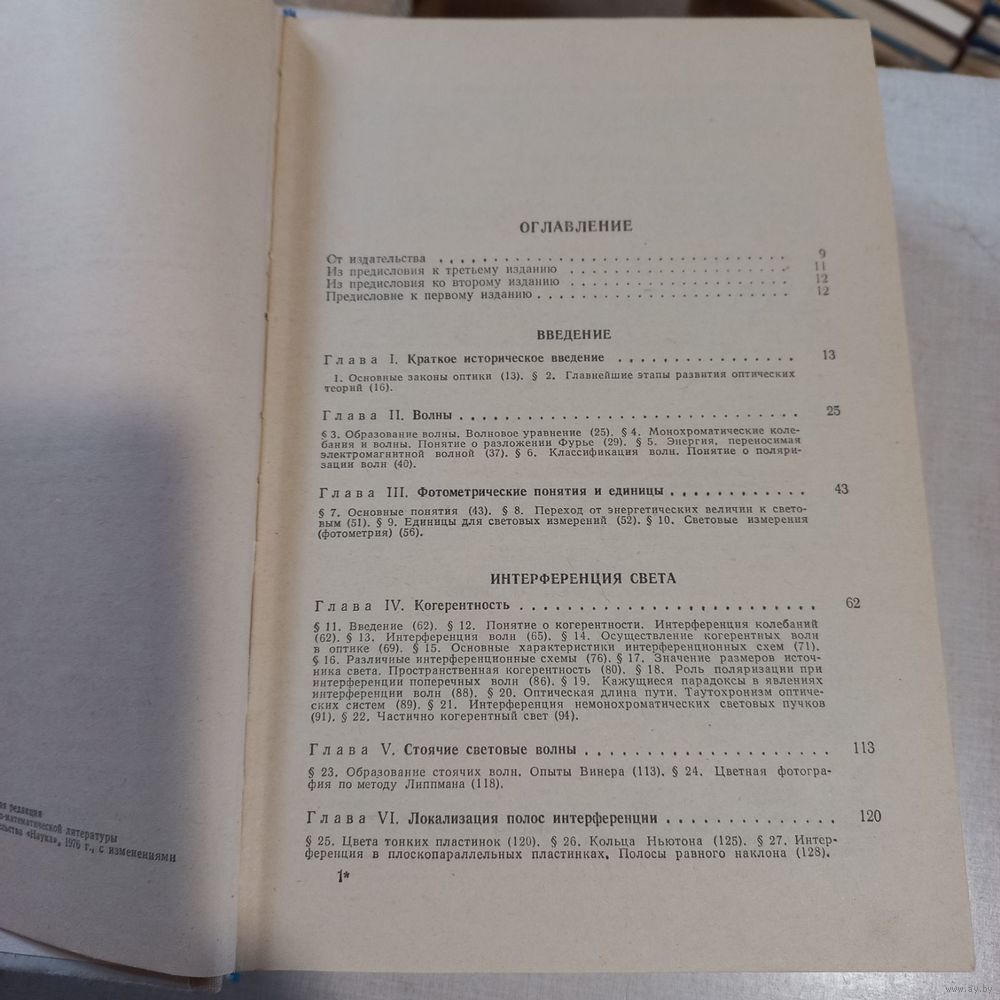 ОГЛАВЛЕНИЕ
От издательства . . . . . . . . . . . . . . . . . . . . . . . . . . 9
Из предисловия к третьему изданию . . . . . . . . . . . . . . . . 11
Из предисловия ко второму изданию . . . . . . . . . . . . . . . . 12
Предисловие к первому изданию . . . . . . . . . . . . . . . . . . 12
ВВЕДЕНИЕ
Глава I. Краткое историческое введение . . . . . . . . . . . . . 13
1. Основные законы оптики (13). § 2. Главнейшие этапы развития оптических
теорий (16).
Глава II. Волны . . . . . . . . . . . . . . . . . . . . . . . . . 25
§ 3. Образование волны. Волновое уравнение (25). § 4. Монохроматические коле-
бания и волны. Понятие о разложении Фурье (29). § 5. Энергия, переносимая
электромагнитной волной (37). § 6. Классификация волн. Понятие о поляри-
зации волн (40).
Глава III. Фотометрические понятия и единицы . . . . . . . . . . . 43
§ 7. Основные понятия (43). § 8. Переход от энергетических величин к свето-
вым (51). § 9. Единицы для световых измерений (52). § 10. Световые измерения
(фотометрия) (56).
ИНТЕРФЕРЕНЦИЯ СВЕТА
Глава IV. Когерентность . . . . . . . . . . . . . . . . . . . . . . 62
§ 11. Введение (62). § 12. Понятие о когерентности. Интерференция колебаний
(62). § 13. Интерференция волн (65). § 14. Осуществление когерентных волн
в оптике (69). § 15. Основные характеристики интерференционных схем (71).
§ 16. Различные интерференционные схемы (76). § 17. Значение размеров источ-
ника света. Пространственная когерентность (80). § 18. Роль поляризации при
интерференции поперечных волн (86). § 19. Кажущиеся парадоксы в явлениях
интерференции волн (88). § 20. Оптическая длина пути. Таутохронизм оптиче-
ских систем (89). § 21. Интерференция немонохроматических световых пучков
(91). § 22. Частично когерентный свет (94).
Глава V. Стоячие световые волны . . . . . . . . . . . . . . . . . . 113
§ 23. Образование стоячих волн. Опыты Винера (113). § 24. Цветная фотогра-
фия по методу Липпмана (118).
Глава VI. Локализация полос интерференции . . . . . . . . . . . . . 120
§ 25. Цвета тонких пластинок (120). § 26. Кольца Ньютона (125). § 27. Интер-
ференция в плоскопараллельных пластинках. Полосы равного наклона (128).
1*
редакция
математической литературы
«Наука», 1976 г., с изменениями
www.ay.by